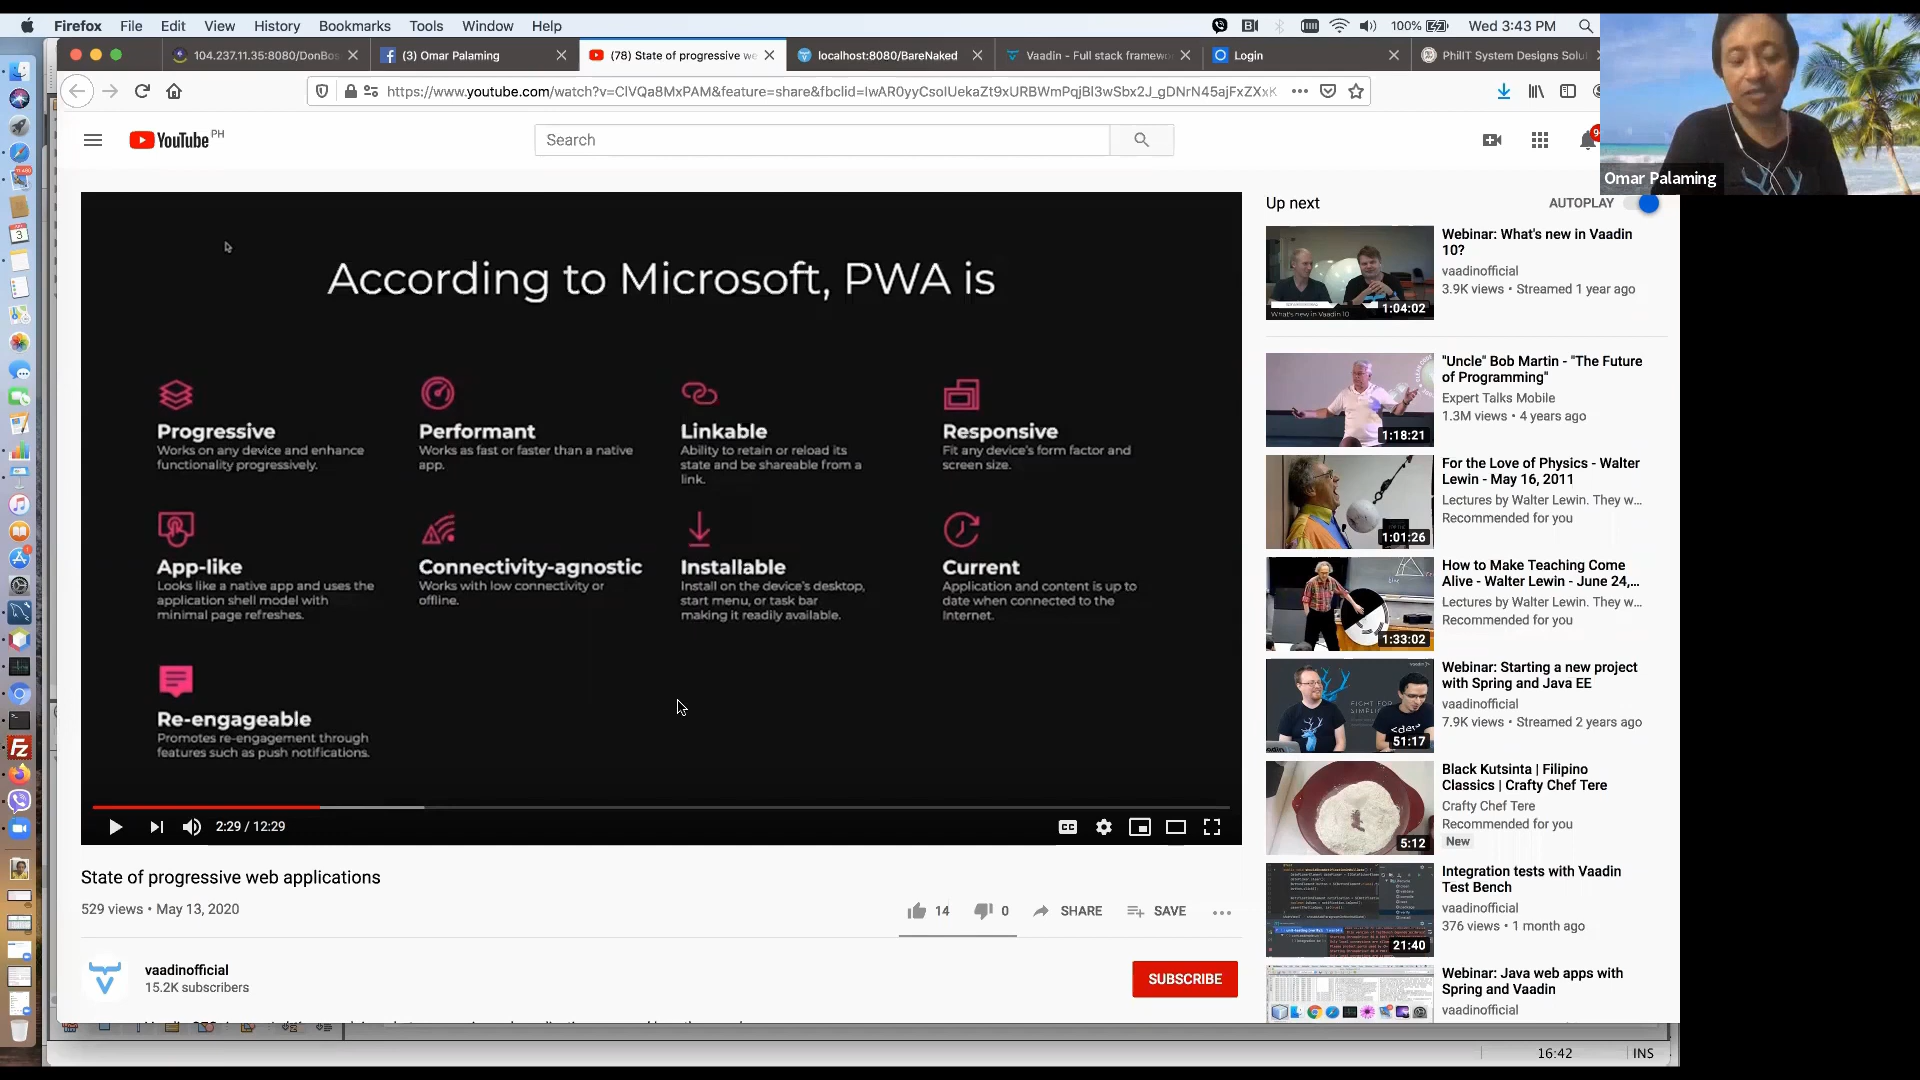 Firefox File Edit View History Bookmarks Tools Window Help
100% Wed 3:43 PM
104.237.11.35:8080/DonBos
(3) Omar Palaming
(78) State of progressive we
localhost:8080/BareNaked
Vaadin - Full stack framewo
Login
PhilIT System Designs Solu
https://www.youtube.com/watch?v=ClVQa8MxPAM&feature=share&fbclid=IwAR0yyCsoIUekaZt9xURBWmPqjBl3wSbx2J_gDNrN45ajFxZXxK
YouTube PH
Search
Omar Palaming
According to Microsoft, PWA is
Progressive
Works on any device and enhance
functionality progressively.
Performant
Works as fast or faster than a native
app.
Linkable
Ability to retain or reload its
state and be shareable from a
link.
Responsive
Fit any device's form factor and
screen size.
App-like
Looks like a native app and uses the
application shell model with
minimal page refreshes.
Connectivity-agnostic
Works with low connectivity or
offline.
Installable
Install on the device's desktop,
start menu, or task bar
making it readily available.
Current
Application and content is up to
date when connected to the
Internet.
Re-engageable
Promotes re-engagement through
features such as push notifications.
2:29 / 12:29
CC
State of progressive web applications
529 views • May 13, 2020
14 0 SHARE SAVE
vaadinofficial
15.2K subscribers
SUBSCRIBE
Up next
AUTOPLAY
Webinar: What's new in Vaadin
10?
vaadinofficial
3.9K views • Streamed 1 year ago
What's new in Vaadin 10
1:04:02
"Uncle" Bob Martin - "The Future
of Programming"
Expert Talks Mobile
1.3M views • 4 years ago
1:18:21
For the Love of Physics - Walter
Lewin - May 16, 2011
Lectures by Walter Lewin. They w...
Recommended for you
1:01:26
How to Make Teaching Come
Alive - Walter Lewin - June 24,...
Lectures by Walter Lewin. They w...
Recommended for you
1:33:02
Webinar: Starting a new project
with Spring and Java EE
vaadinofficial
7.9K views • Streamed 2 years ago
51:17
Black Kutsinta | Filipino
Classics | Crafty Chef Tere
Crafty Chef Tere
Recommended for you
New
5:12
Integration tests with Vaadin
Test Bench
vaadinofficial
376 views • 1 month ago
21:40
Webinar: Java web apps with
Spring and Vaadin
vaadinofficial
16:42 INS